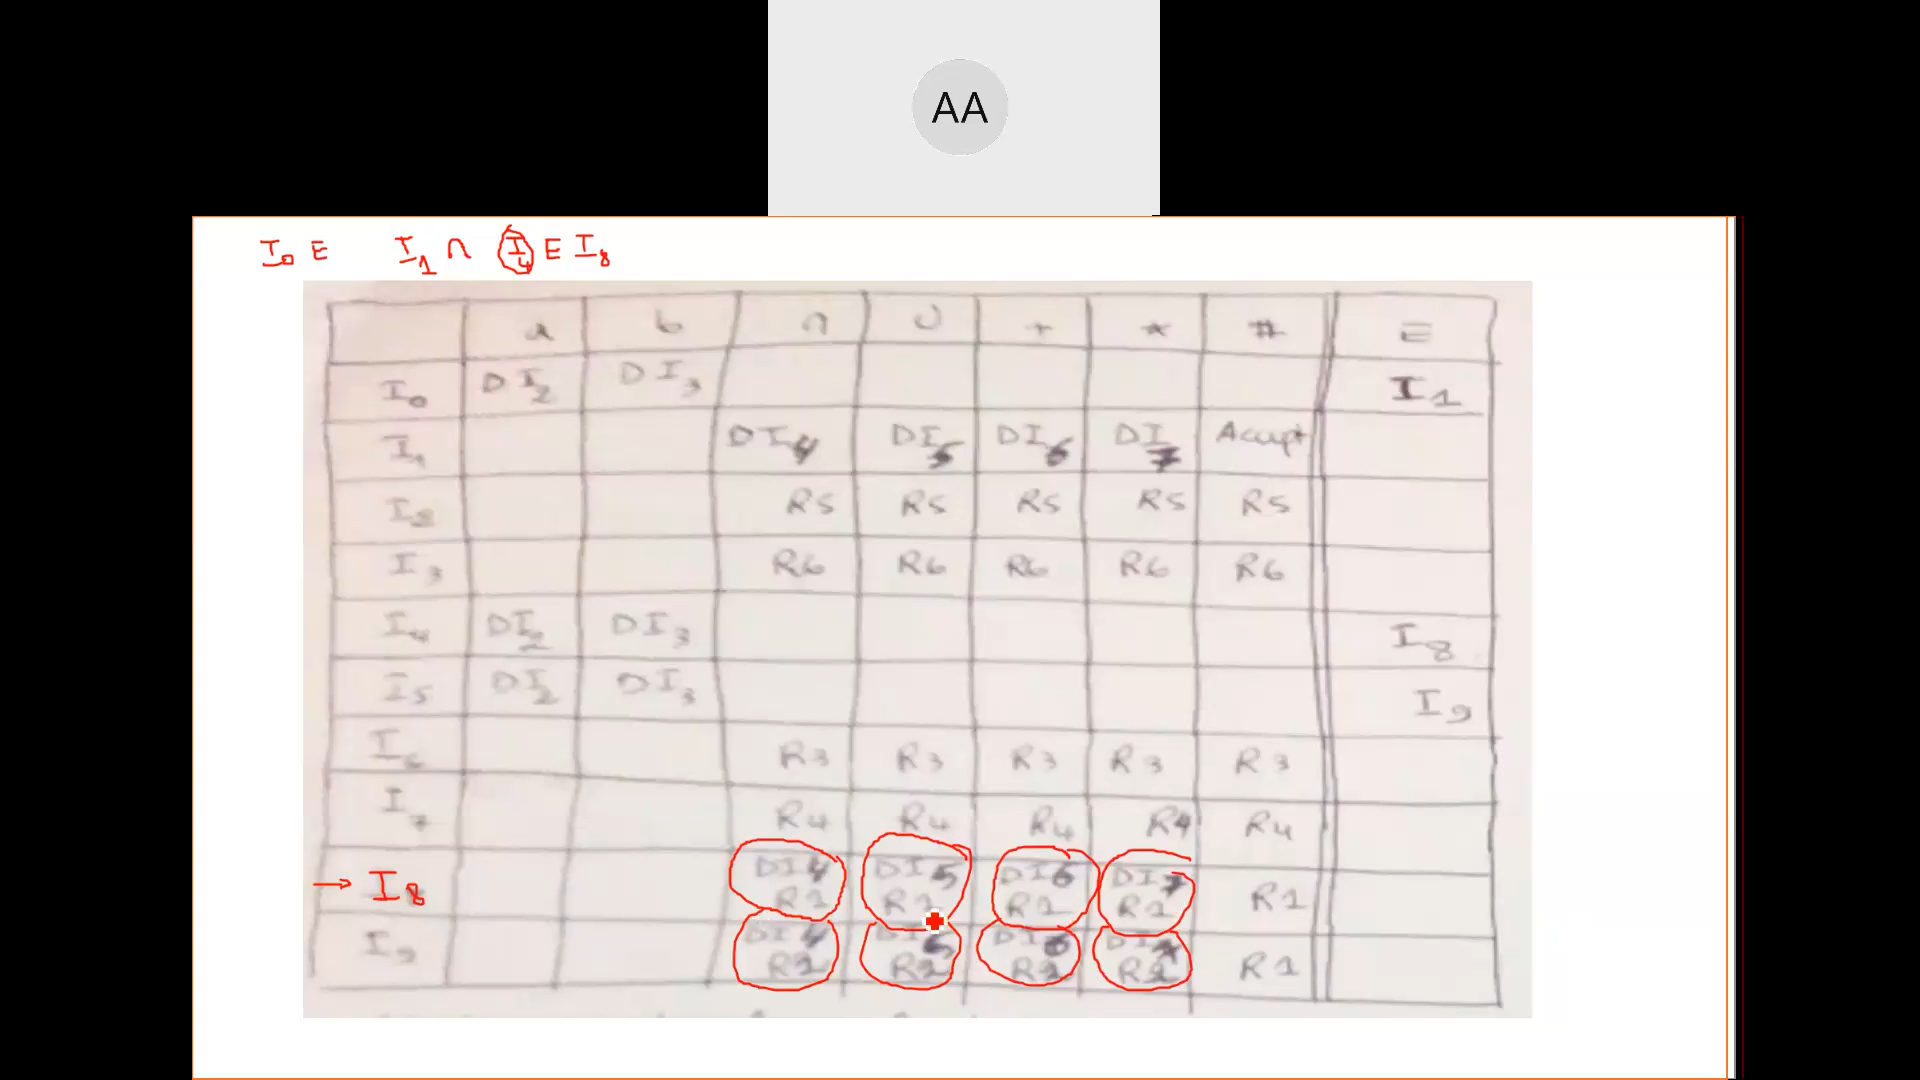 AA
I₀ E I₁ ∩ I₄ E I₈
a b ∩ ∪ + * # E
I₀ DI₂ DI₃ I₁
I₁ DI₄ DI₅ DI₆ DI₇ Accept
I₂ R5 R5 R5 R5 R5
I₃ R6 R6 R6 R6 R6
I₄ DI₂ DI₃ I₈
I₅ DI₂ DI₃ I₉
I₆ R3 R3 R3 R3 R3
I₇ R4 R4 R4 R4 R4
DI₄ DI₅ DI₆ DI₇
→ I₈ R1 R1 R1 R1 R1
DI₄ DI₅ DI₆ DI₇
I₉ R2 R2 R2 R2 R1